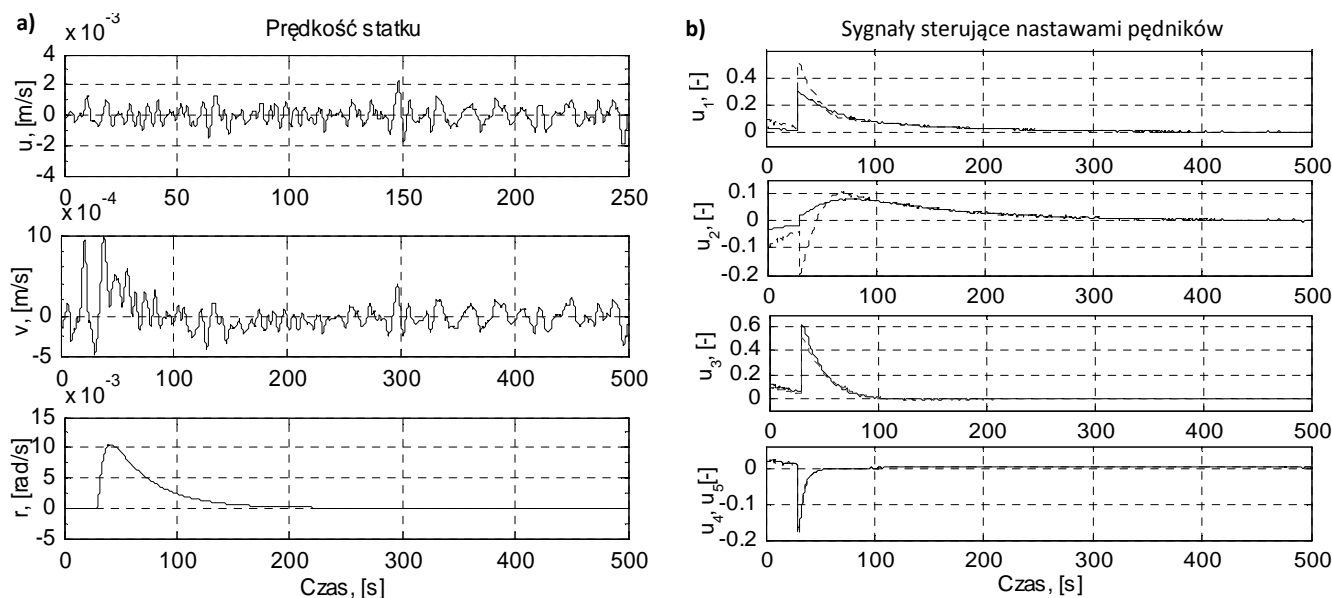 a)
x 10⁻³
Prędkość statku
u, [m/s]
4
2
0
-2
-4
0 50 100 150 200 250
x 10⁻⁴
v, [m/s]
10
5
0
-5
0 100 200 300 400 500
x 10⁻³
r, [rad/s]
15
10
5
0
-5
0 100 200 300 400 500
Czas, [s]
b)
Sygnały sterujące nastawami pędników
u₁, [-]
0.4
0.2
0
0 100 200 300 400 500
u₂, [-]
0.1
0
-0.1
-0.2
0 100 200 300 400 500
u₃, [-]
0.6
0.4
0.2
0
0 100 200 300 400 500
u₄, u₅[-]
0
-0.1
-0.2
0 100 200 300 400 500
Czas, [s]